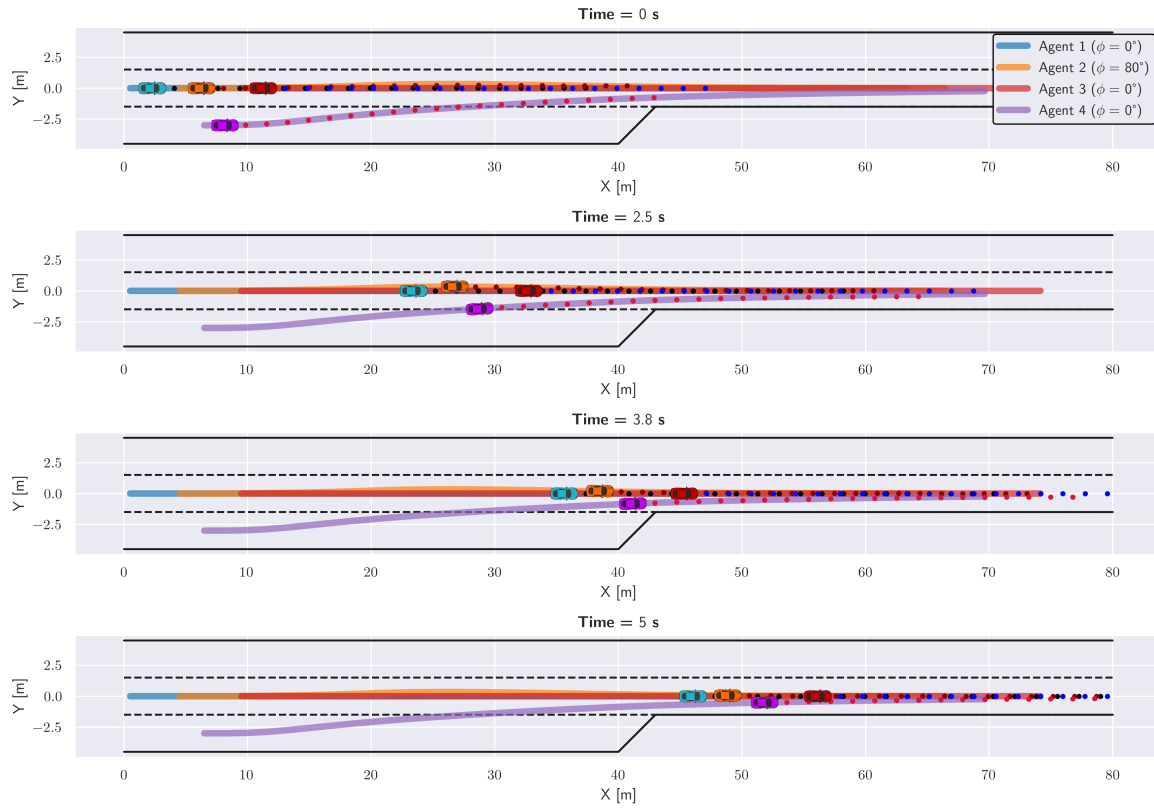 Time = 0 s
Y [m]
2.5
0.0
−2.5
Agent 1 (ϕ = 0°)
Agent 2 (ϕ = 80°)
Agent 3 (ϕ = 0°)
Agent 4 (ϕ = 0°)
0 10 20 30 40 50 60 70 80
X [m]
Time = 2.5 s
Y [m]
2.5
0.0
−2.5
0 10 20 30 40 50 60 70 80
X [m]
Time = 3.8 s
Y [m]
2.5
0.0
−2.5
0 10 20 30 40 50 60 70 80
X [m]
Time = 5 s
Y [m]
2.5
0.0
−2.5
0 10 20 30 40 50 60 70 80
X [m]